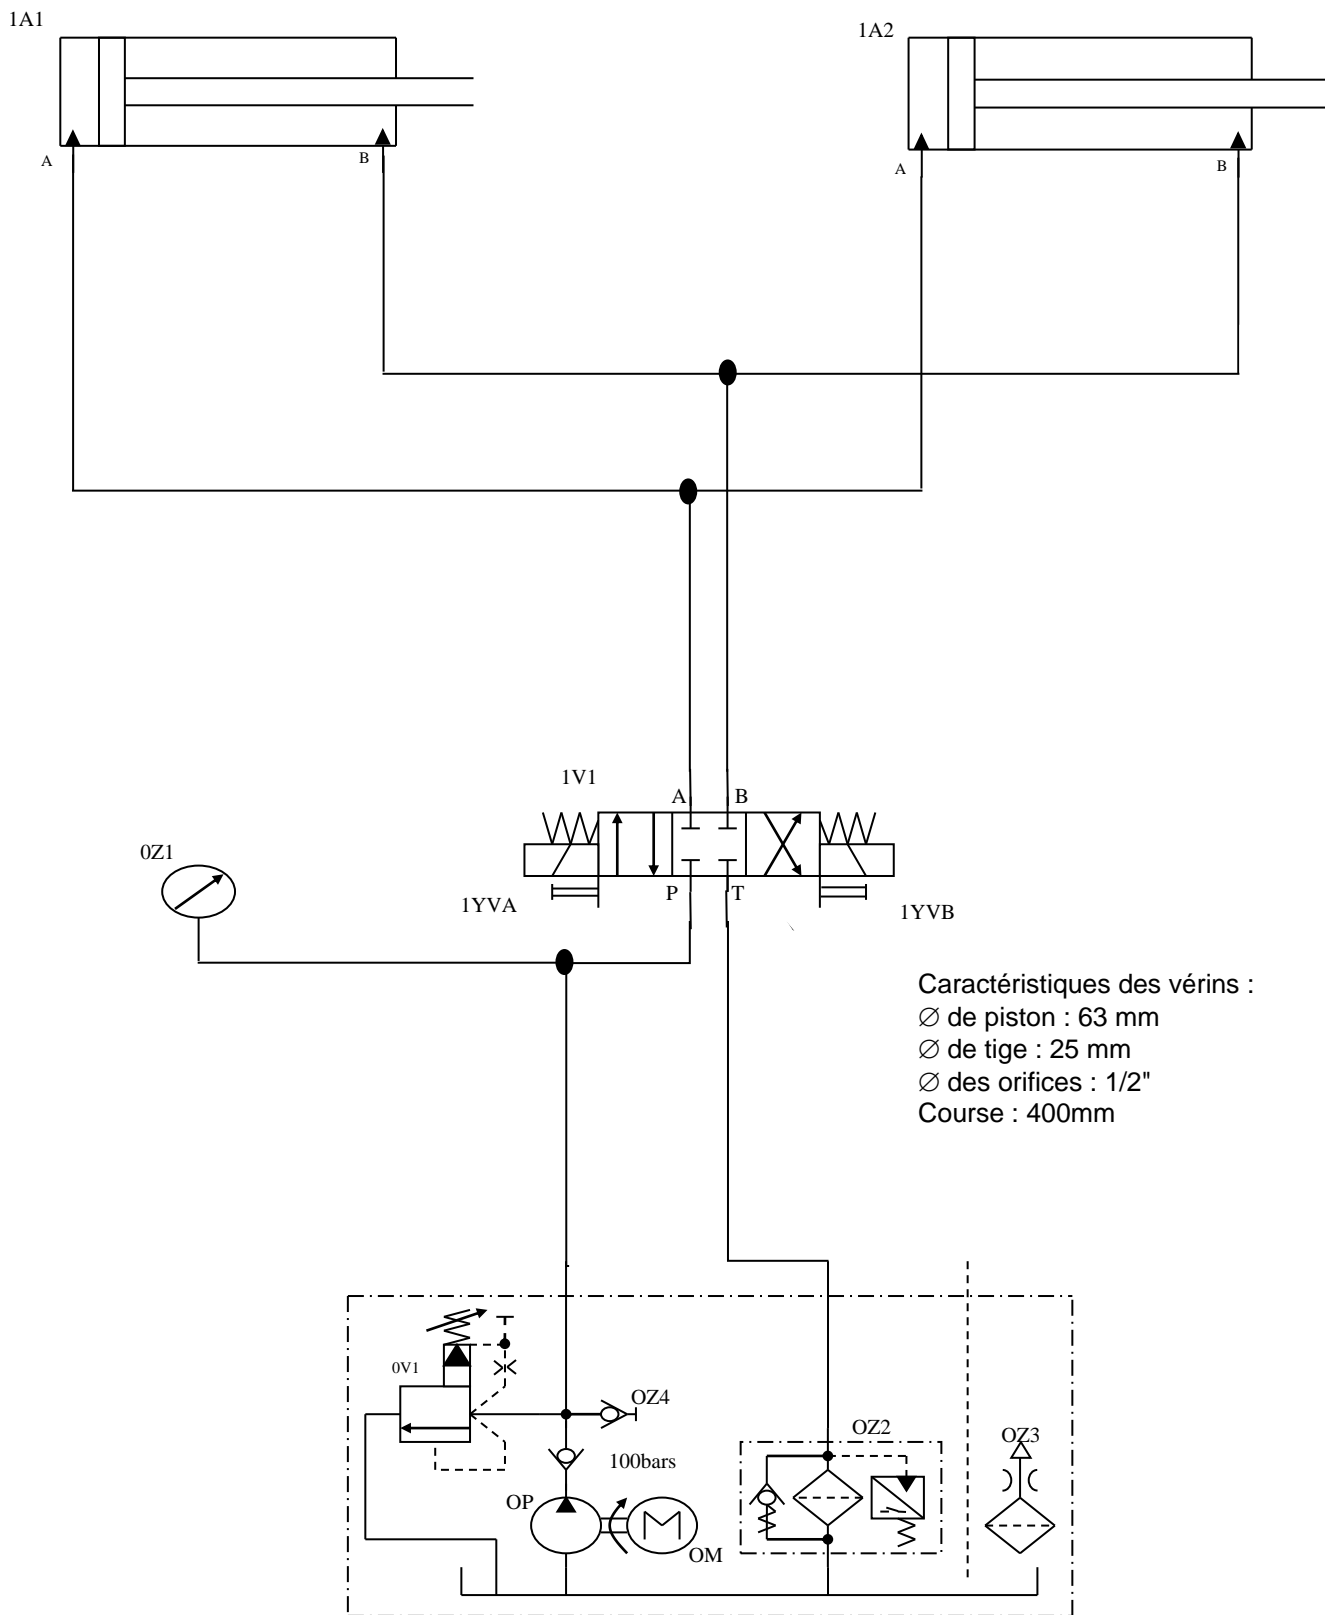 1A1
1A2
A
B
A
B
1V1
A
B
0Z1
P
T
1YVA
1YVB
Caractéristiques des vérins :
∅ de piston : 63 mm
∅ de tige : 25 mm
∅ des orifices : 1/2"
Course : 400mm
0V1
OZ4
OZ2
OZ3
100bars
OP
M
OM